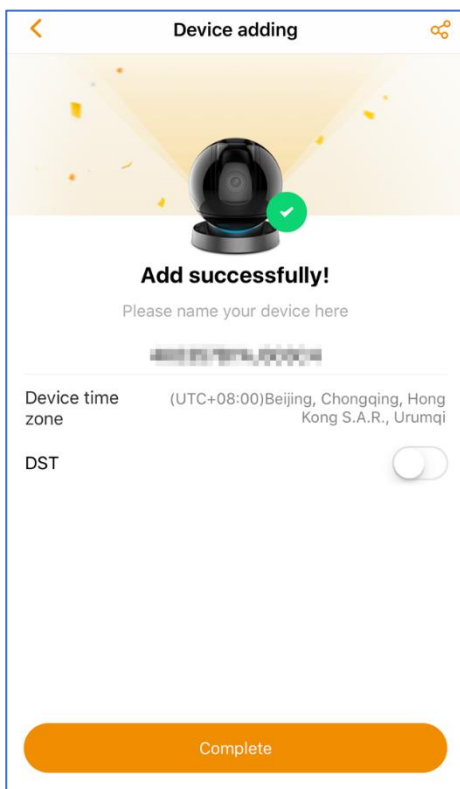 Device adding
Add successfully!
Please name your device here
Device time
zone
(UTC+08:00)Beijing, Chongqing, Hong
Kong S.A.R., Urumqi
DST
Complete